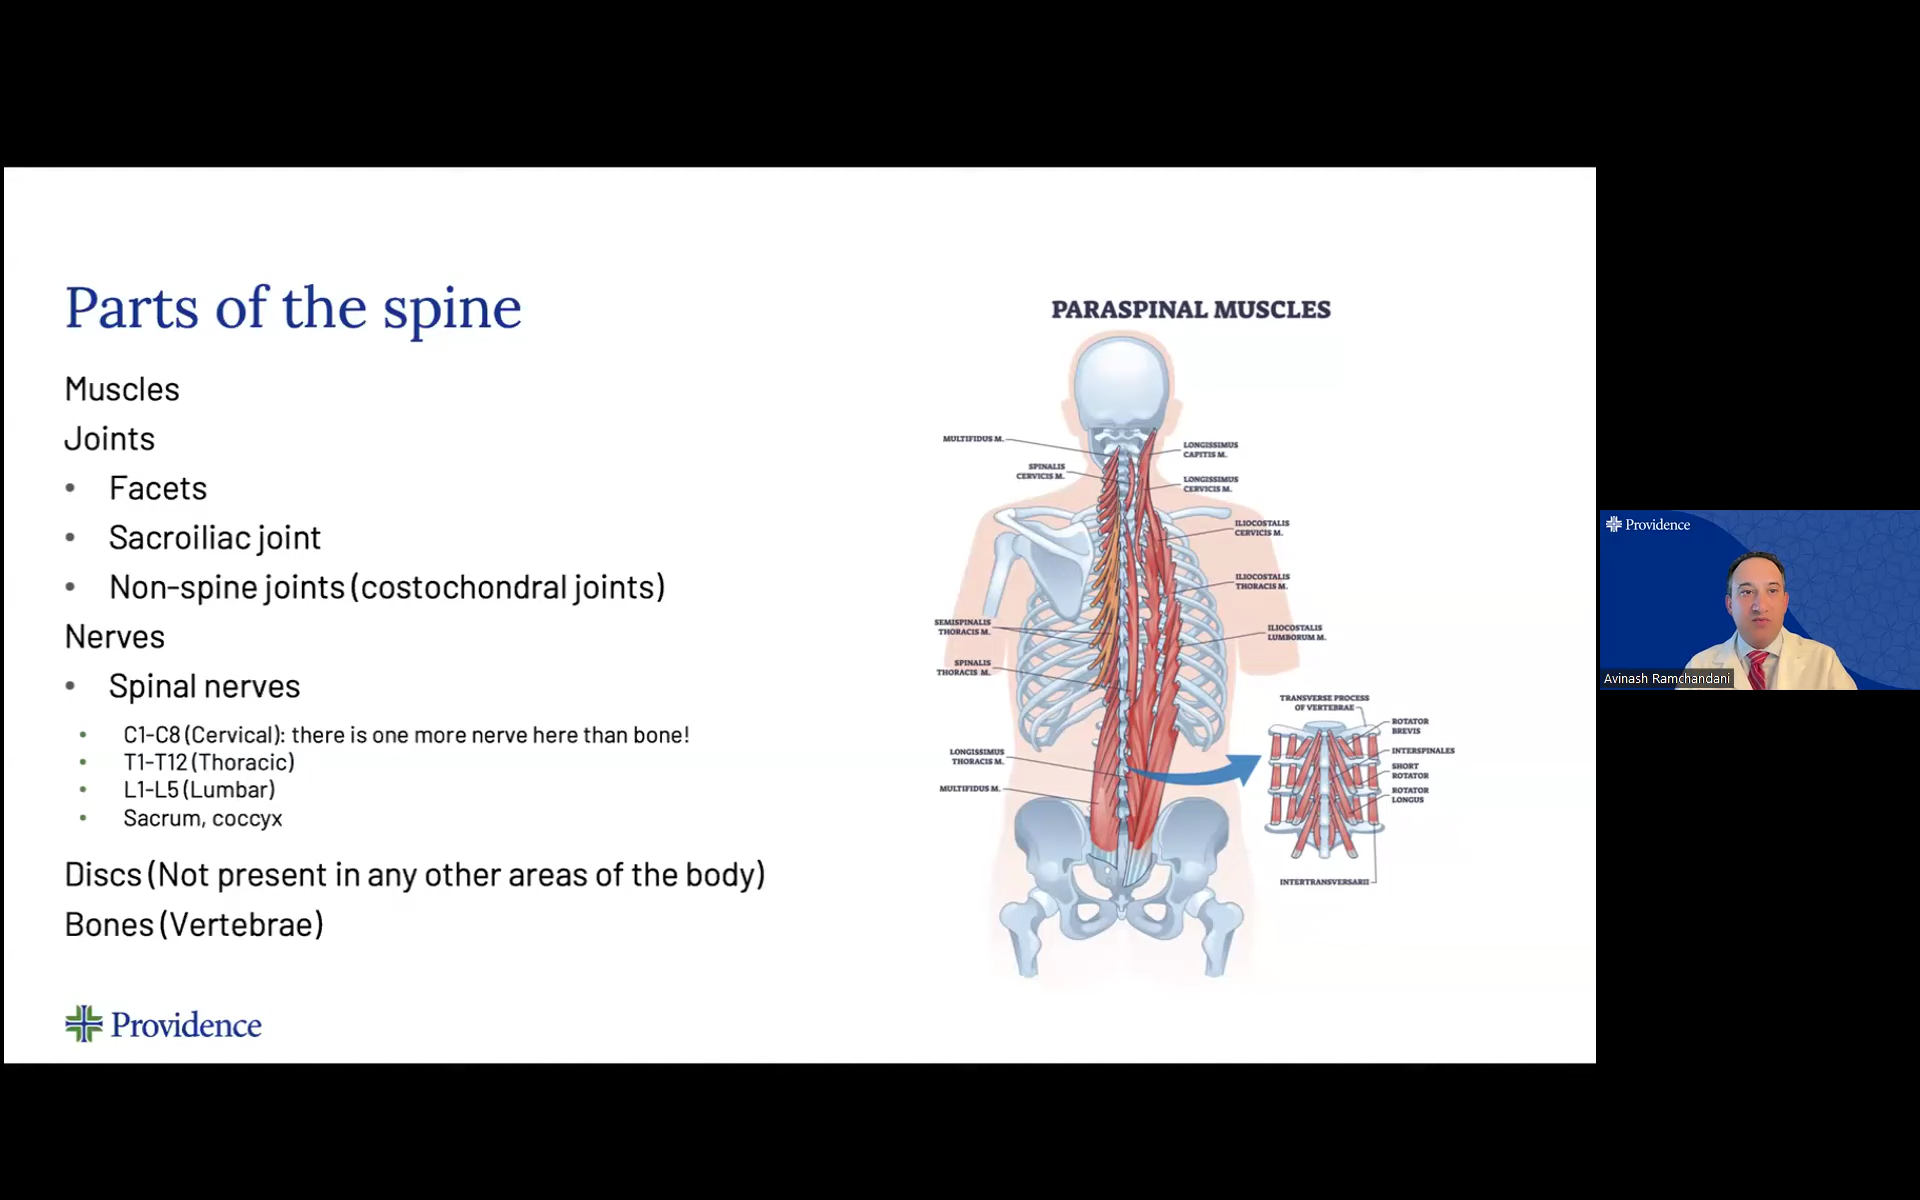 Parts of the spine
Muscles
Joints
• Facets
• Sacroiliac joint
• Non-spine joints (costochondral joints)
Nerves
• Spinal nerves
• C1-C8 (Cervical): there is one more nerve here than bone!
• T1-T12 (Thoracic)
• L1-L5 (Lumbar)
• Sacrum, coccyx
Discs (Not present in any other areas of the body)
Bones (Vertebrae)
Providence
PARASPINAL MUSCLES
MULTIFIDUS M.
SPINALIS
CERVICIS M.
SEMISPINALIS
THORACIS M.
SPINALIS
THORACIS M.
LONGISSIMUS
THORACIS M.
MULTIFIDUS M.
LONGISSIMUS
CAPITIS M.
LONGISSIMUS
CERVICIS M.
ILIOCOSTALIS
CERVICIS M.
ILIOCOSTALIS
THORACIS M.
ILIOCOSTALIS
LUMBORUM M.
TRANSVERSE PROCESS
OF VERTEBRAE
ROTATOR
BREVIS
INTERSPINALES
SHORT
ROTATOR
ROTATOR
LONGUS
INTERTRANSVERSARII
Providence
Avinash Ramchandani